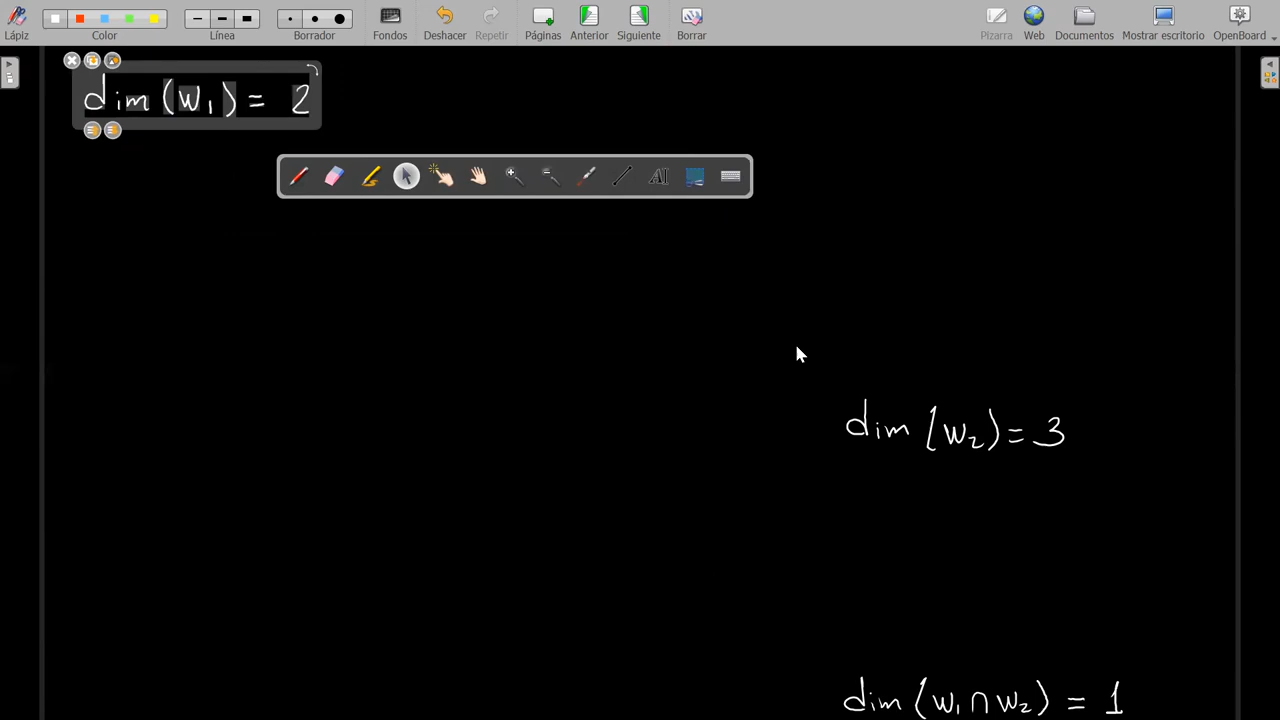 Lápiz Color Línea Borrador Fondos Deshacer Repetir Páginas Anterior Siguiente Borrar Pizarra Web Documentos Mostrar escritorio OpenBoard
dim (W₁) = 2
AI
dim (W₂) = 3
dim (W₁ ∩ W₂) = 1